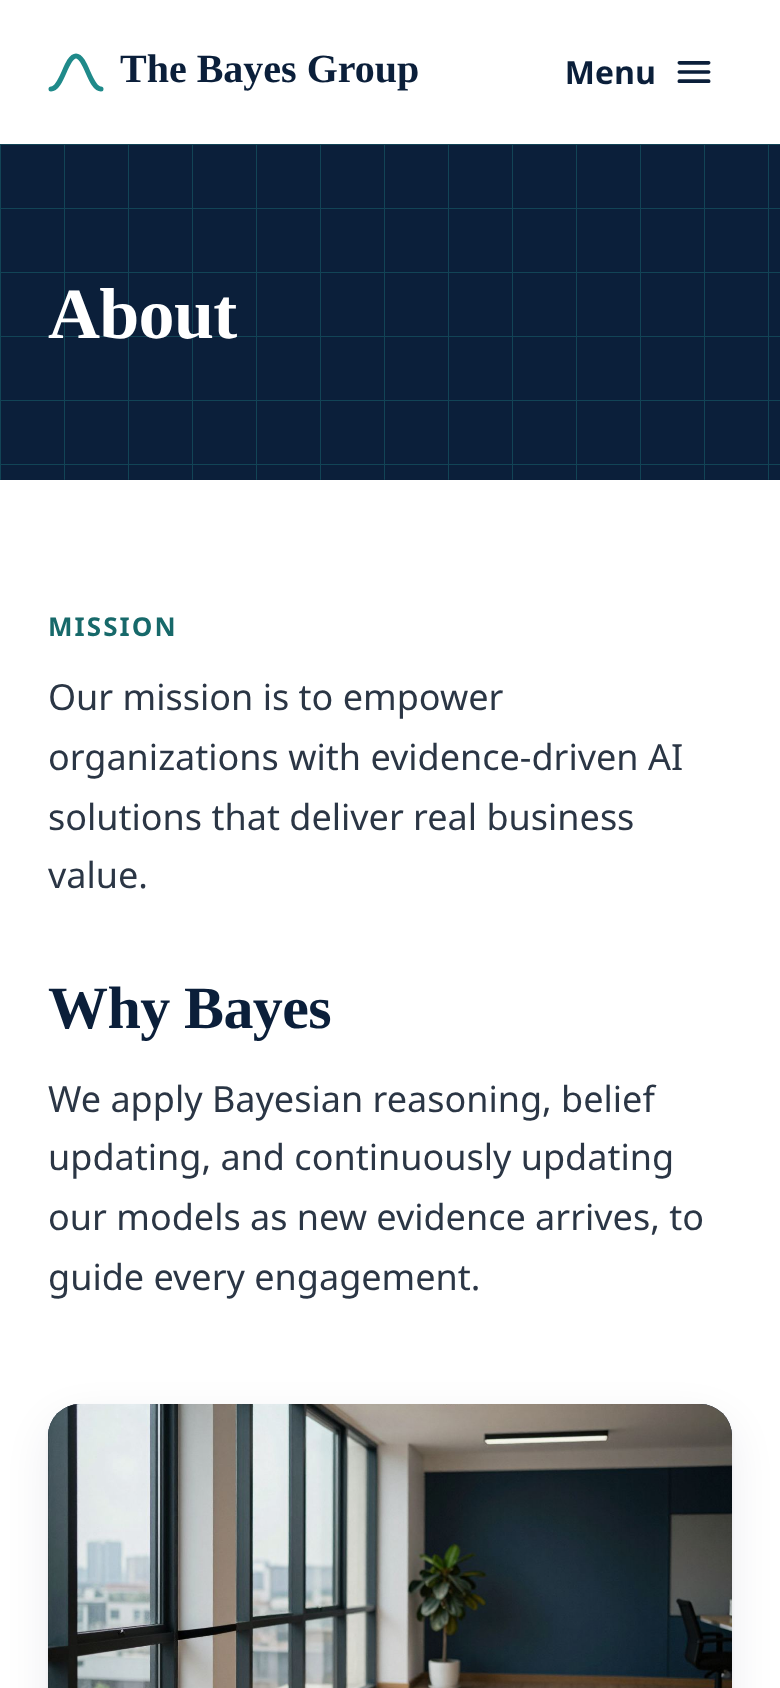 The Bayes Group
Menu
About
MISSION
Our mission is to empower
organizations with evidence-driven AI
solutions that deliver real business
value.
Why Bayes
We apply Bayesian reasoning, belief
updating, and continuously updating
our models as new evidence arrives, to
guide every engagement.